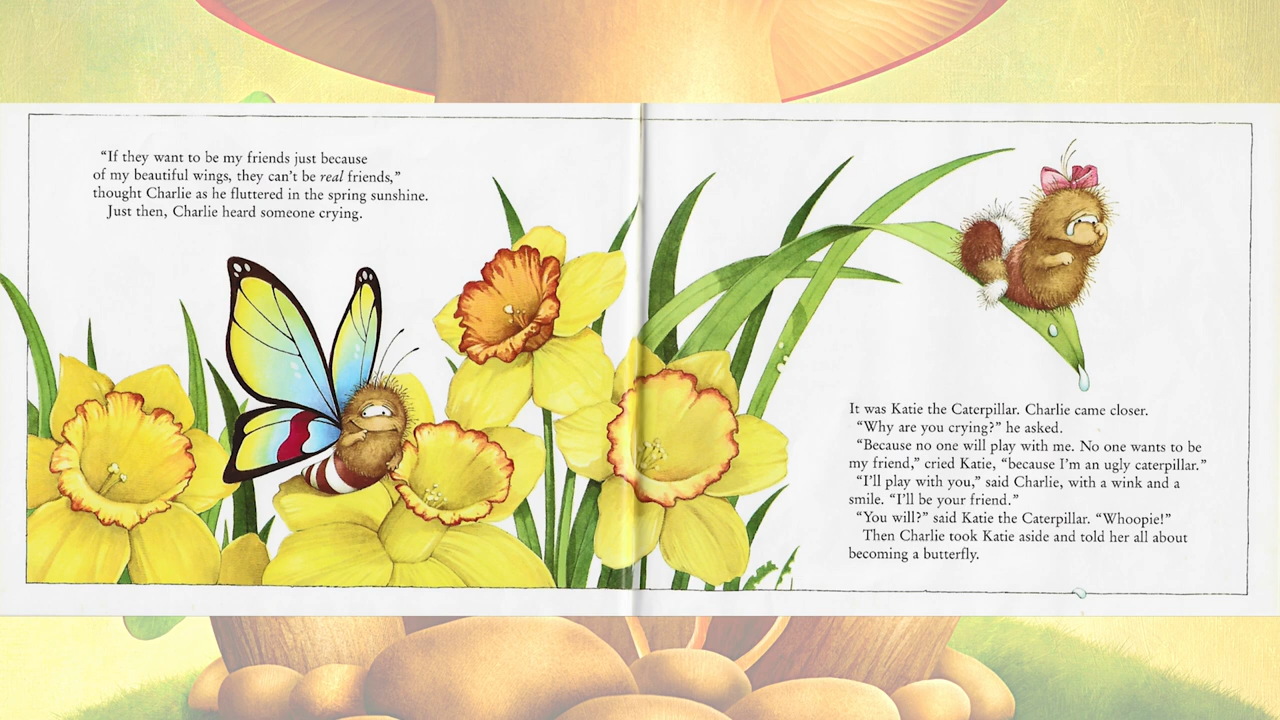 “If they want to be my friends just because
of my beautiful wings, they can’t be real friends,”
thought Charlie as he fluttered in the spring sunshine.
Just then, Charlie heard someone crying.
It was Katie the Caterpillar. Charlie came closer.
“Why are you crying?” he asked.
“Because no one will play with me. No one wants to be
my friend,” cried Katie, “because I’m an ugly caterpillar.”
“I’ll play with you,” said Charlie, with a wink and a
smile. “I’ll be your friend.”
“You will?” said Katie the Caterpillar. “Whoopie!”
Then Charlie took Katie aside and told her all about
becoming a butterfly.